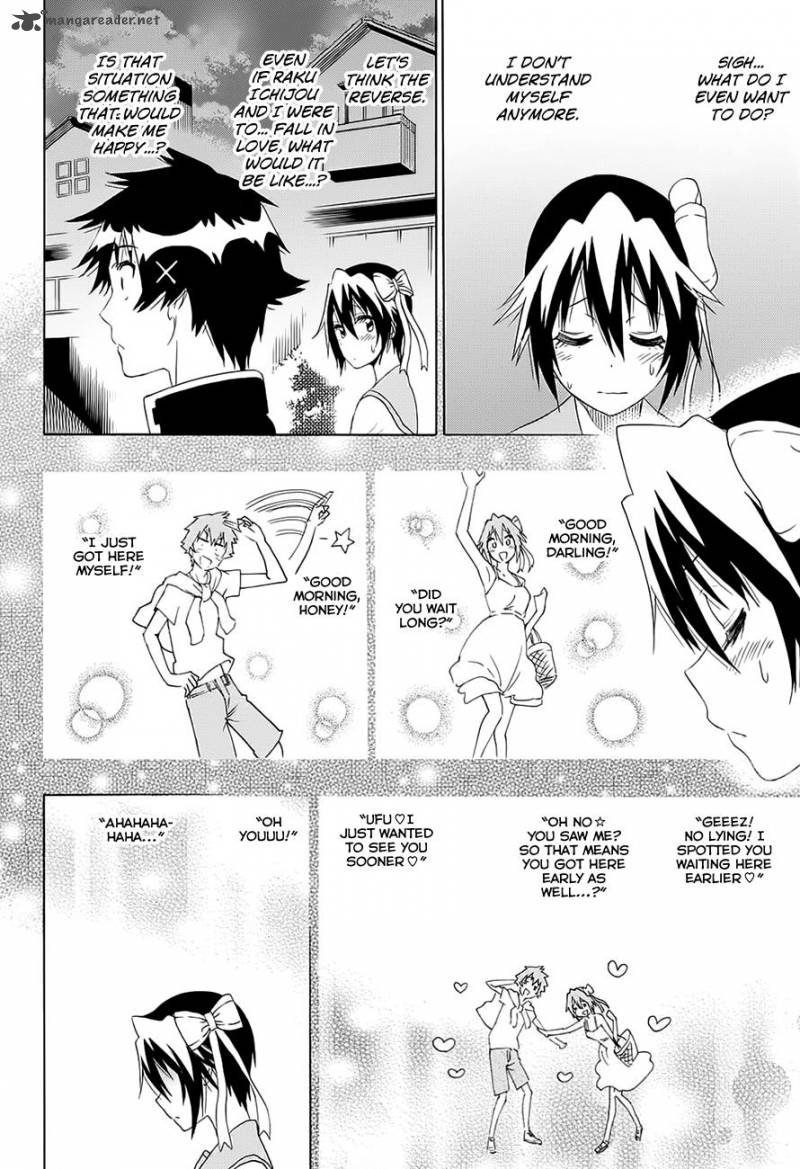 mangareader.net
SIGH...
WHAT DO I
EVEN WANT
TO DO?
I DON'T
UNDERSTAND
MYSELF
ANYMORE.
LET'S
THINK THE
REVERSE.
EVEN
IF RAKU
ICHIJOU
AND I WERE
TO... FALL IN
LOVE, WHAT
WOULD IT
BE LIKE...?
IS THAT
SITUATION
SOMETHING
THAT WOULD
MAKE ME
HAPPY...?
"GOOD
MORNING,
DARLING!"
"DID
YOU WAIT
LONG?"
"GOOD
MORNING,
HONEY!"
"I JUST
GOT HERE
MYSELF!"
"GEEEZ!
NO LYING! I
SPOTTED YOU
WAITING HERE
EARLIER♡"
"OH NO☆
YOU SAW ME?
SO THAT MEANS
YOU GOT HERE
EARLY AS
WELL...?"
"UFU♡I
JUST WANTED
TO SEE YOU
SOONER♡"
"OH
YOUUU!"
"AHAHAHA-
HAHA..."